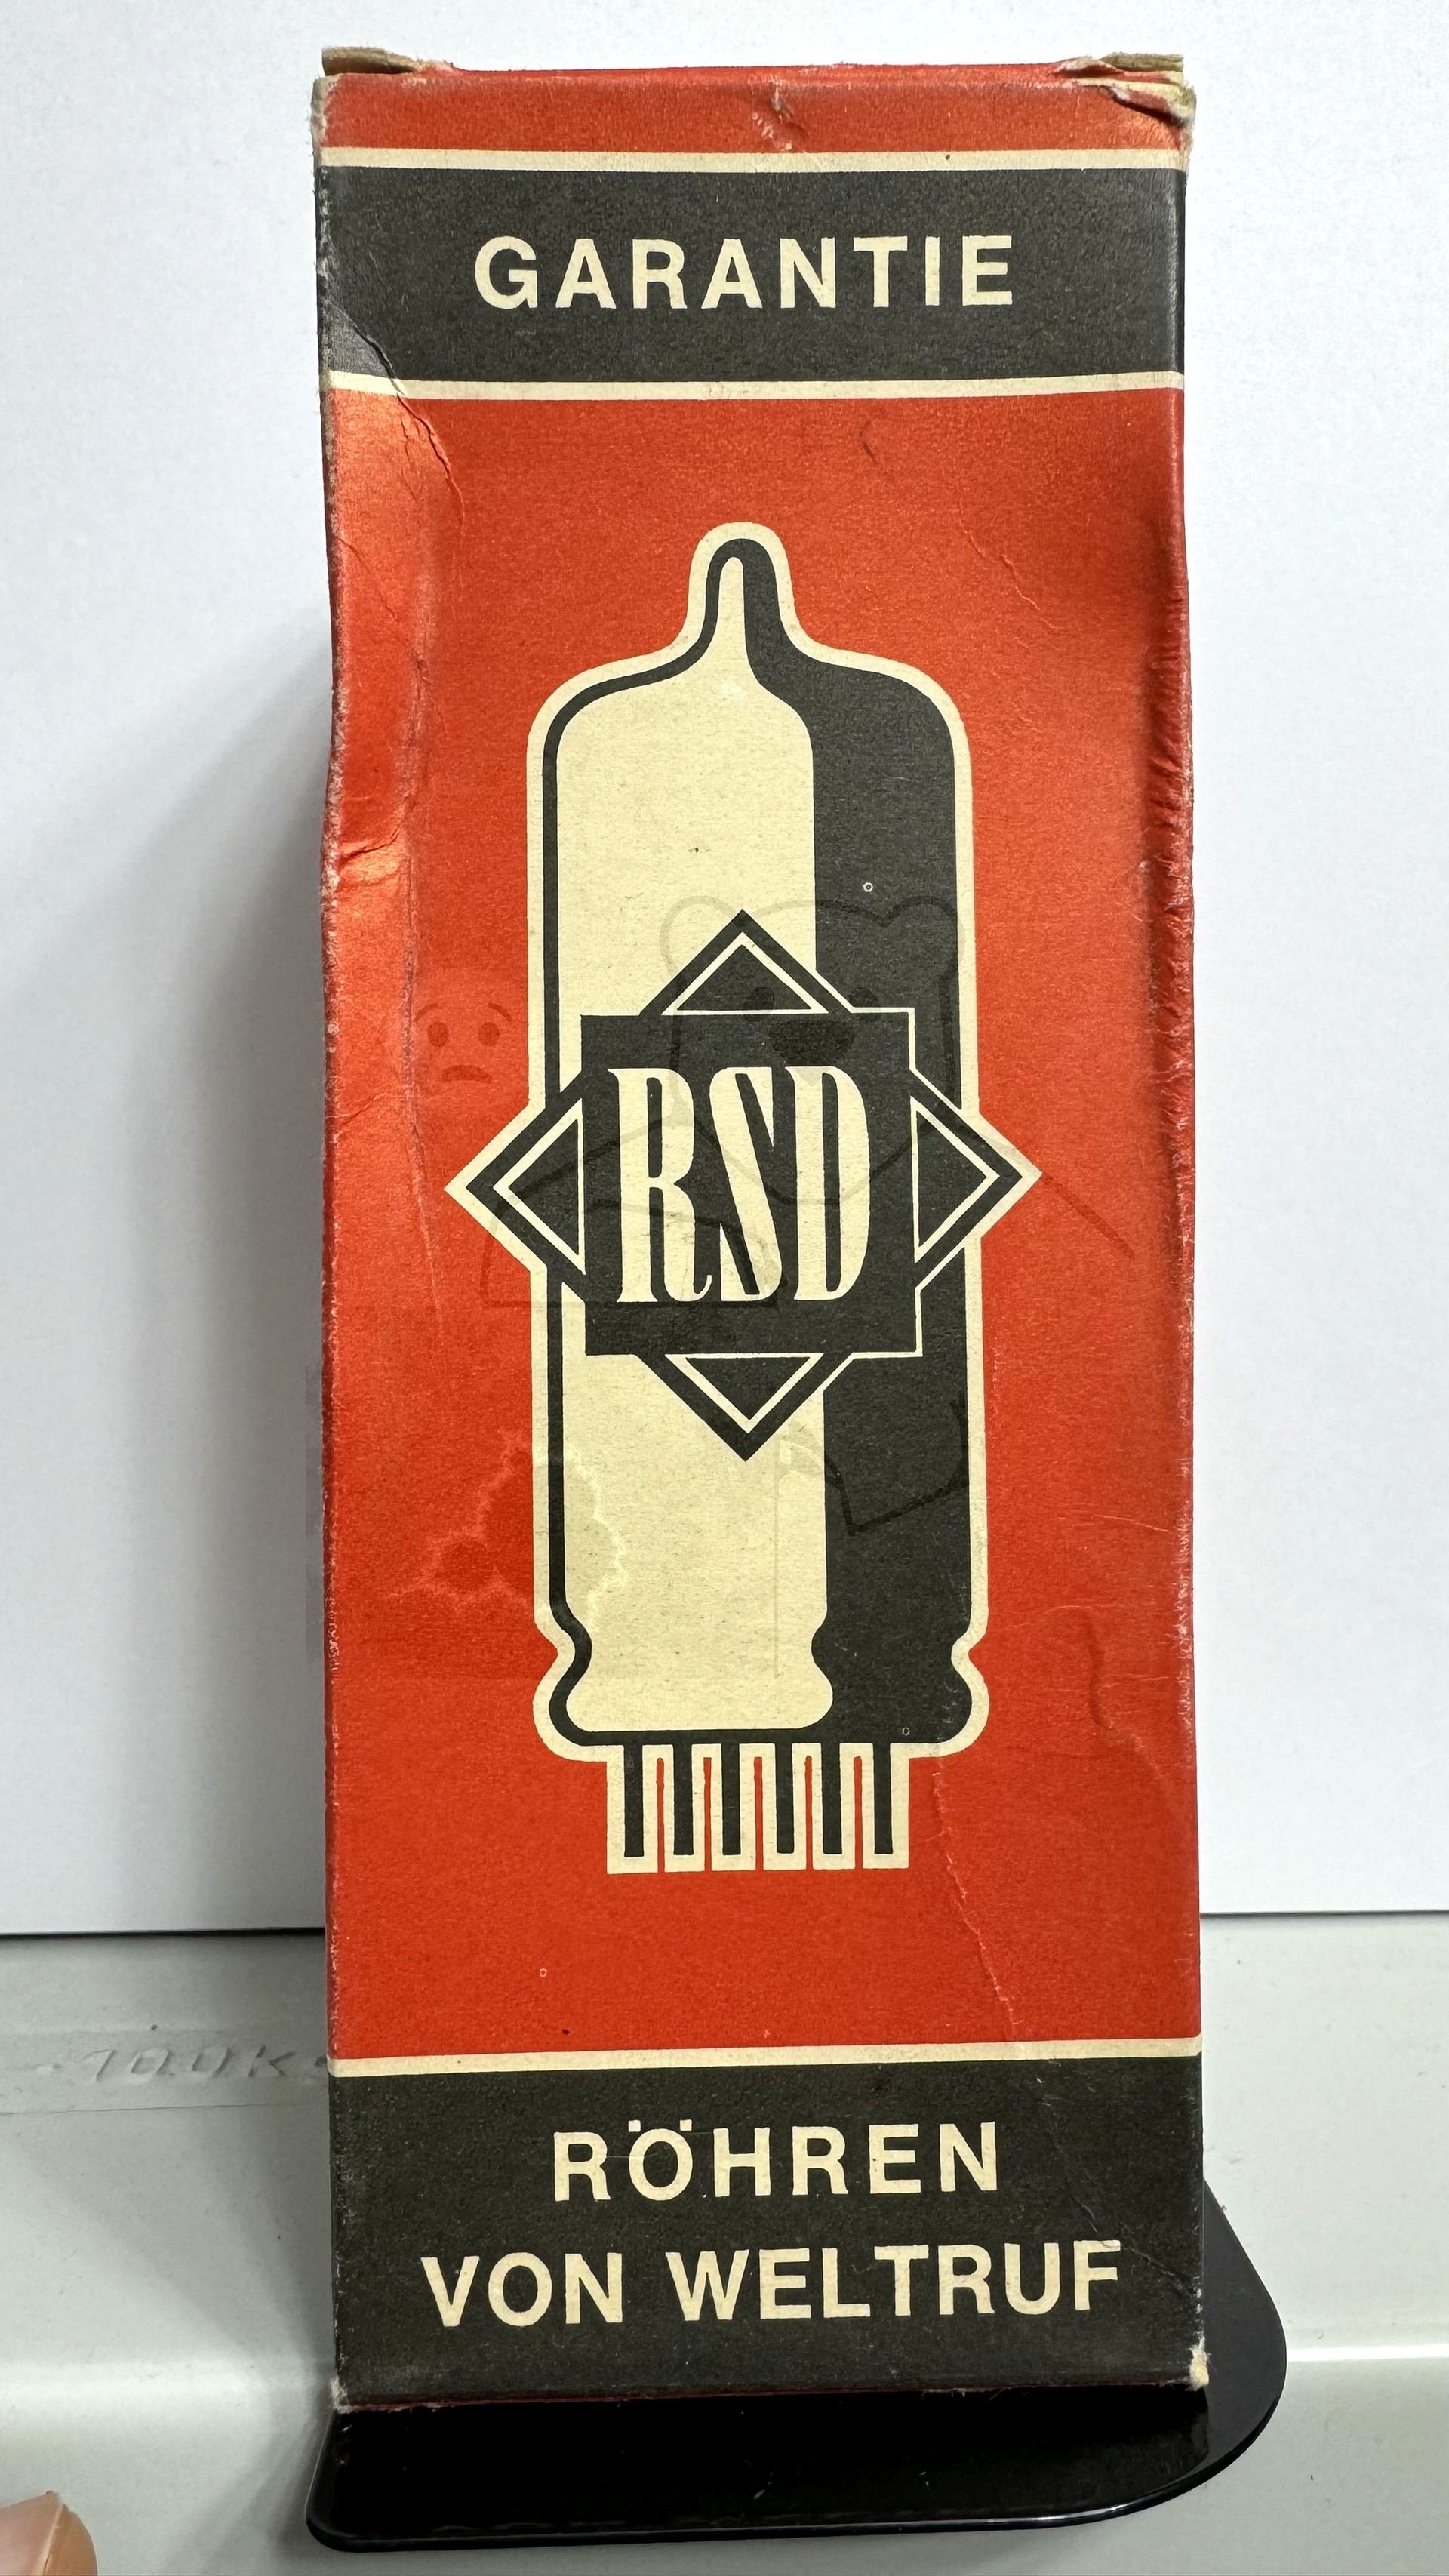 GARANTIE
RSD
RÖHREN
VON WELTRUF